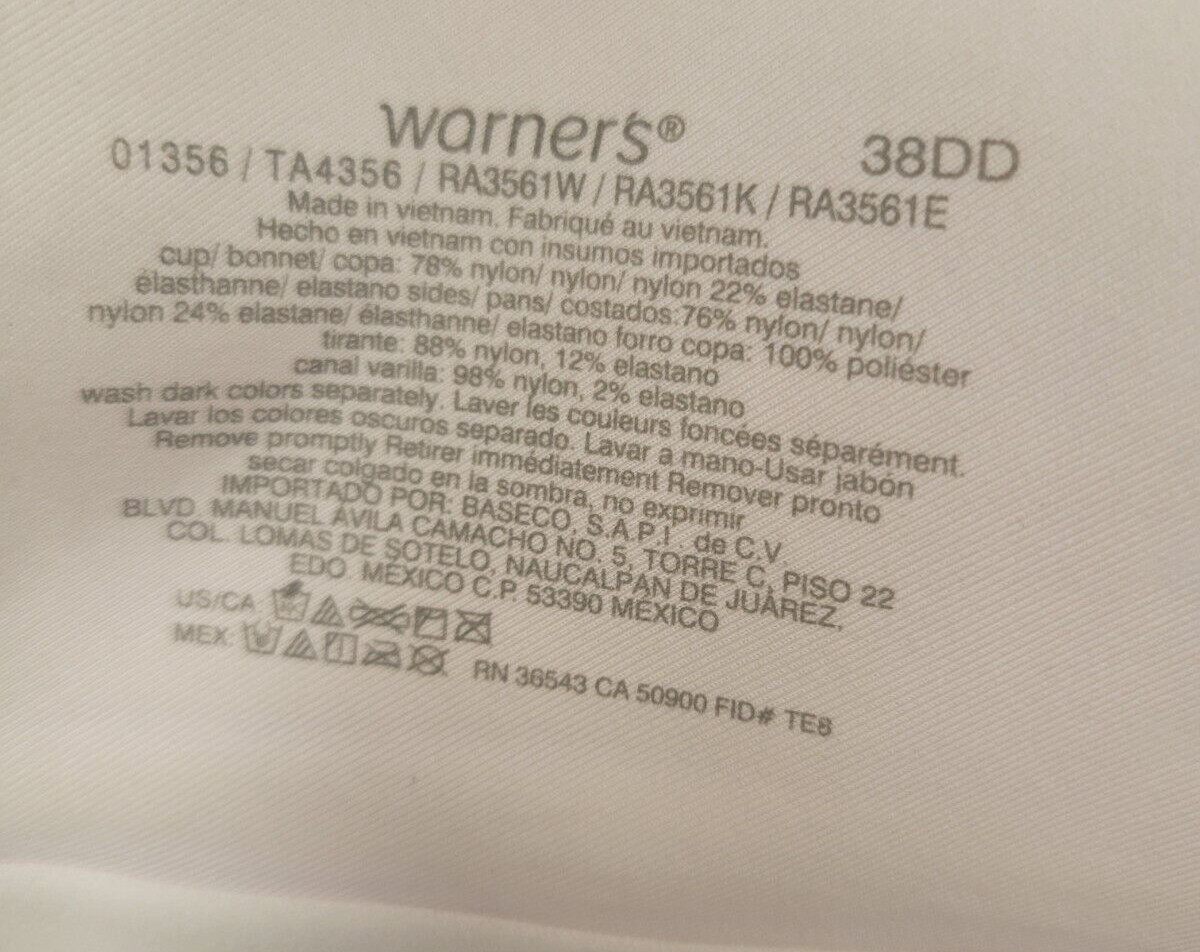 warner's® 38DD
01356 / TA4356 / RA3561W / RA3561K / RA3561E
Made in vietnam. Fabriqué au vietnam.
Hecho en vietnam con insumos importados
cup/ bonnet/ copa: 78% nylon/ nylon/ nylon 22% elastane/
élasthanne/ elastano sides/ pans/ costados:76% nylon/ nylon/
nylon 24% elastane/ élasthanne/ elastano forro copa: 100% poliéster
tirante: 88% nylon, 12% elastano
canal varilla: 98% nylon, 2% elastano
wash dark colors separately. Laver les couleurs foncées séparément.
Lavar los colores oscuros separado. Lavar a mano-Usar jabón
Remove promptly Retirer immédiatement Remover pronto
secar colgado en la sombra, no exprimir
IMPORTADO POR: BASECO, S.A.P.I. de C.V.
BLVD. MANUEL ÁVILA CAMACHO NO. 5, TORRE C, PISO 22
COL. LOMAS DE SOTELO, NAUCALPAN DE JUÁREZ,
EDO. MÉXICO C.P. 53390 MÉXICO
US/CA:
MEX: RN 36543 CA 50900 FID# TE8